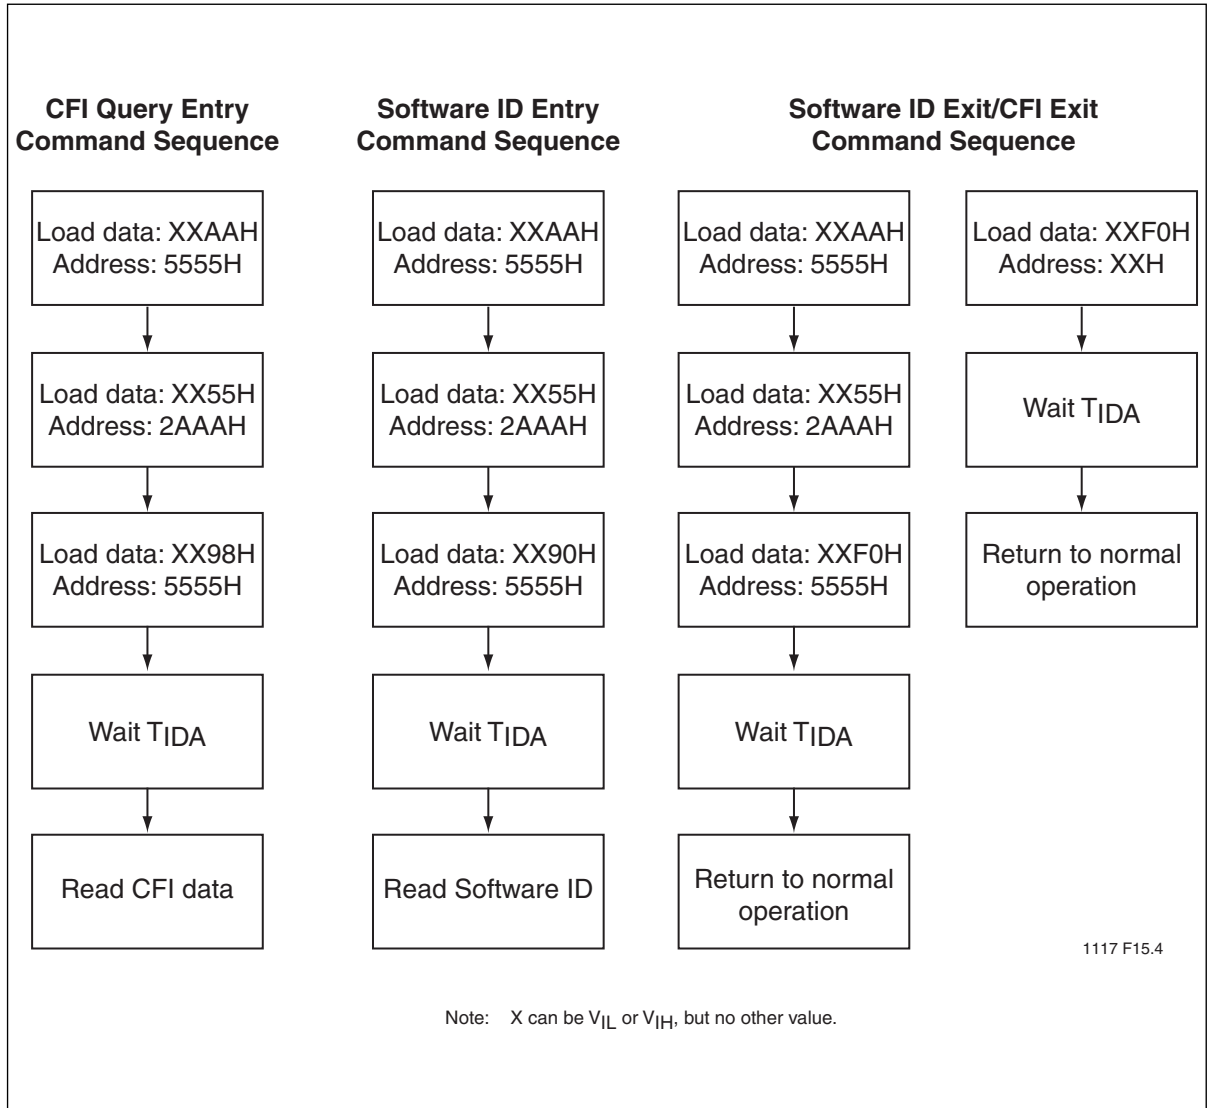 CFI Query Entry
Command Sequence
Load data: XXAAH
Address: 5555H
Load data: XX55H
Address: 2AAAH
Load data: XX98H
Address: 5555H
Wait TIDA
Read CFI data
Software ID Entry
Command Sequence
Load data: XXAAH
Address: 5555H
Load data: XX55H
Address: 2AAAH
Load data: XX90H
Address: 5555H
Wait TIDA
Read Software ID
Software ID Exit/CFI Exit
Command Sequence
Load data: XXAAH
Address: 5555H
Load data: XX55H
Address: 2AAAH
Load data: XXF0H
Address: 5555H
Wait TIDA
Return to normal
operation
Load data: XXF0H
Address: XXH
Wait TIDA
Return to normal
operation
1117 F15.4
Note: X can be VIL or VIH, but no other value.